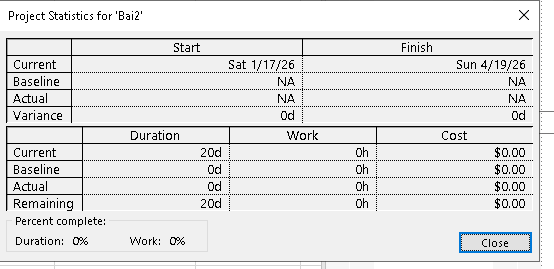 Project Statistics for 'Bai2'
Start Finish
Current Sat 1/17/26 Sun 4/19/26
Baseline NA NA
Actual NA NA
Variance 0d 0d
Duration Work Cost
Current 20d 0h $0.00
Baseline 0d 0h $0.00
Actual 0d 0h $0.00
Remaining 20d 0h $0.00
Percent complete:
Duration: 0% Work: 0%
Close